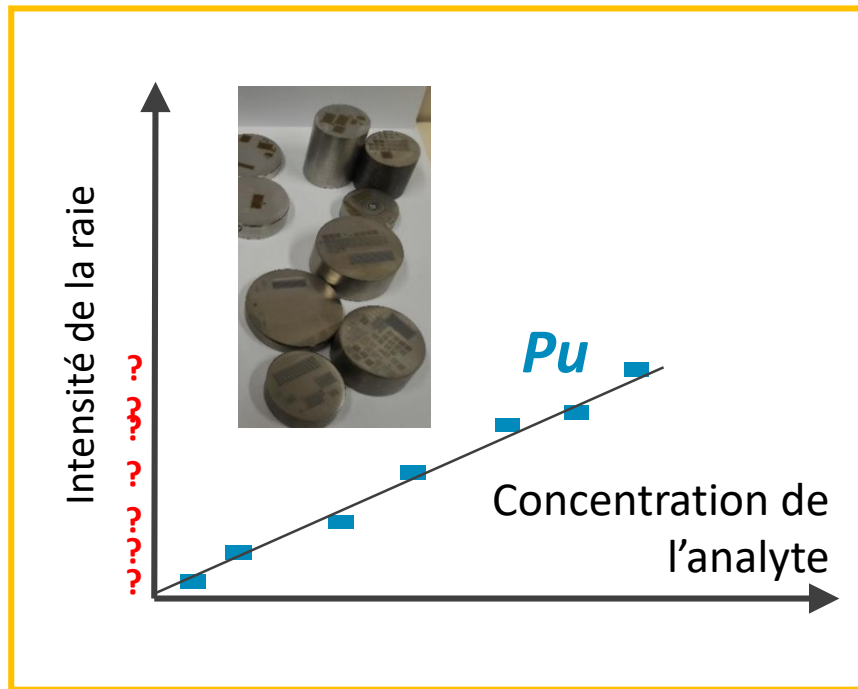 Intensité de la raie
?
?
?
?
?
?
?
Pu
Concentration de
l'analyte